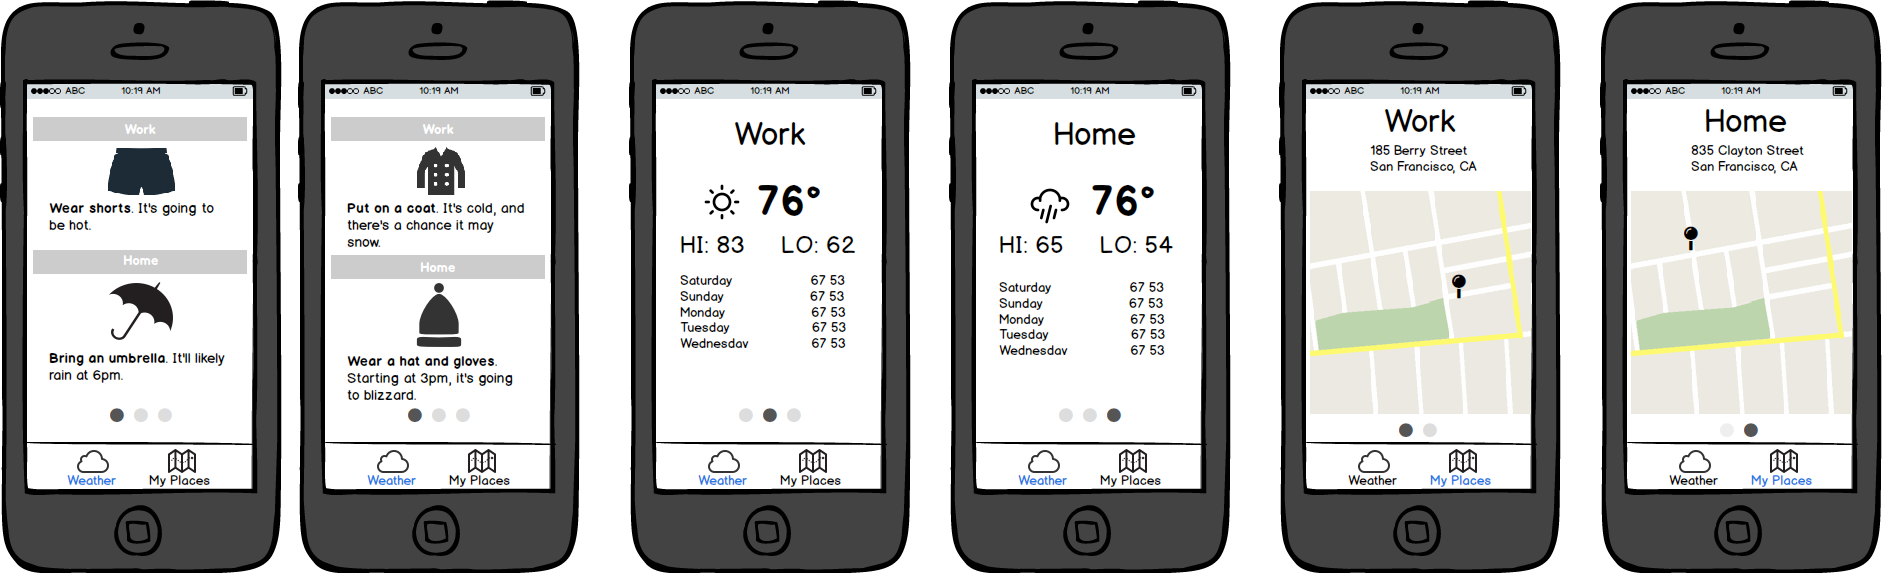 ABC 10:19 AM
Work
Wear shorts. It's going to
be hot.
Home
Bring an umbrella. It'll likely
rain at 6pm.
Weather My Places
ABC 10:19 AM
Work
Put on a coat. It's cold, and
there's a chance it may
snow.
Home
Wear a hat and gloves.
Starting at 3pm, it's going
to blizzard.
Weather My Places
ABC 10:19 AM
Work
76°
HI: 83 LO: 62
Saturday 67 53
Sunday 67 53
Monday 67 53
Tuesday 67 53
Wednesday 67 53
Weather My Places
ABC 10:19 AM
Home
76°
HI: 65 LO: 54
Saturday 67 53
Sunday 67 53
Monday 67 53
Tuesday 67 53
Wednesday 67 53
Weather My Places
ABC 10:19 AM
Work
185 Berry Street
San Francisco, CA
Weather My Places
ABC 10:19 AM
Home
835 Clayton Street
San Francisco, CA
Weather My Places